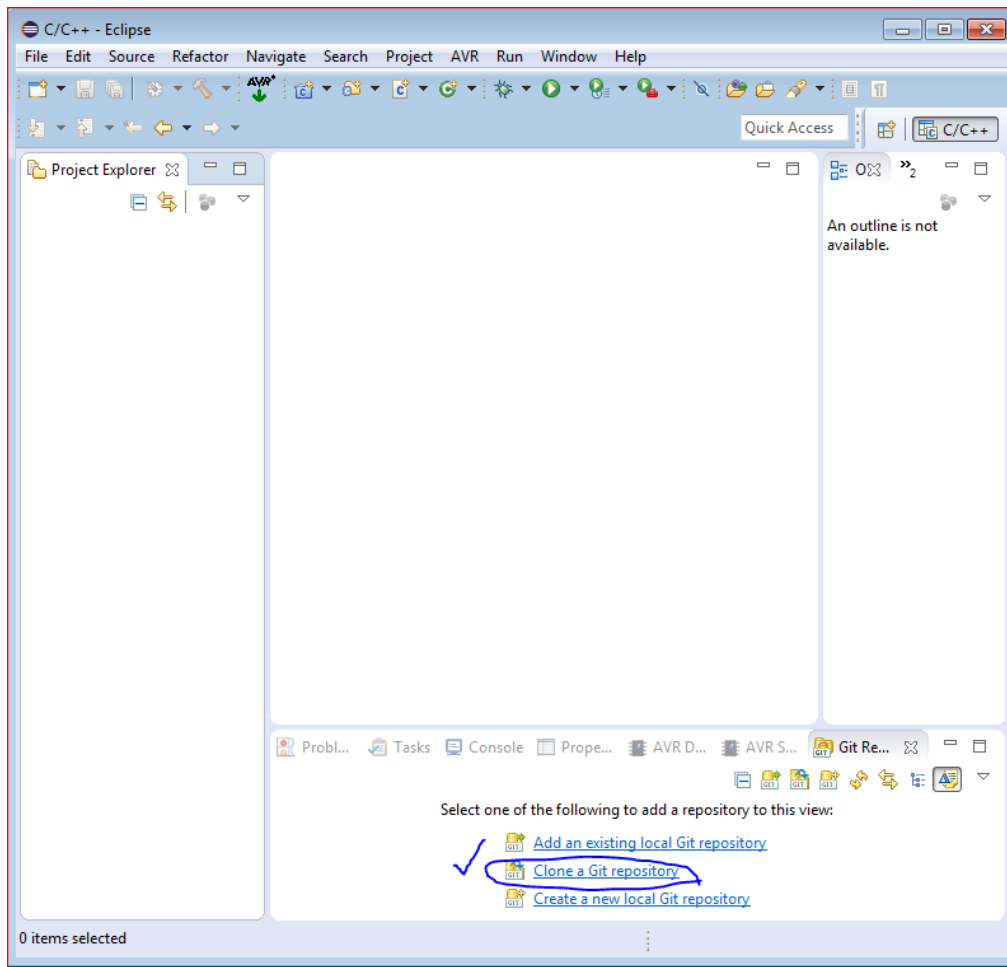 C/C++ - Eclipse
File Edit Source Refactor Navigate Search Project AVR Run Window Help
AVR
Quick Access
C/C++
Project Explorer
O
»2
An outline is not
available.
Probl... Tasks Console Prope... AVR D... AVR S... Git Re...
Select one of the following to add a repository to this view:
Add an existing local Git repository
Clone a Git repository
Create a new local Git repository
0 items selected